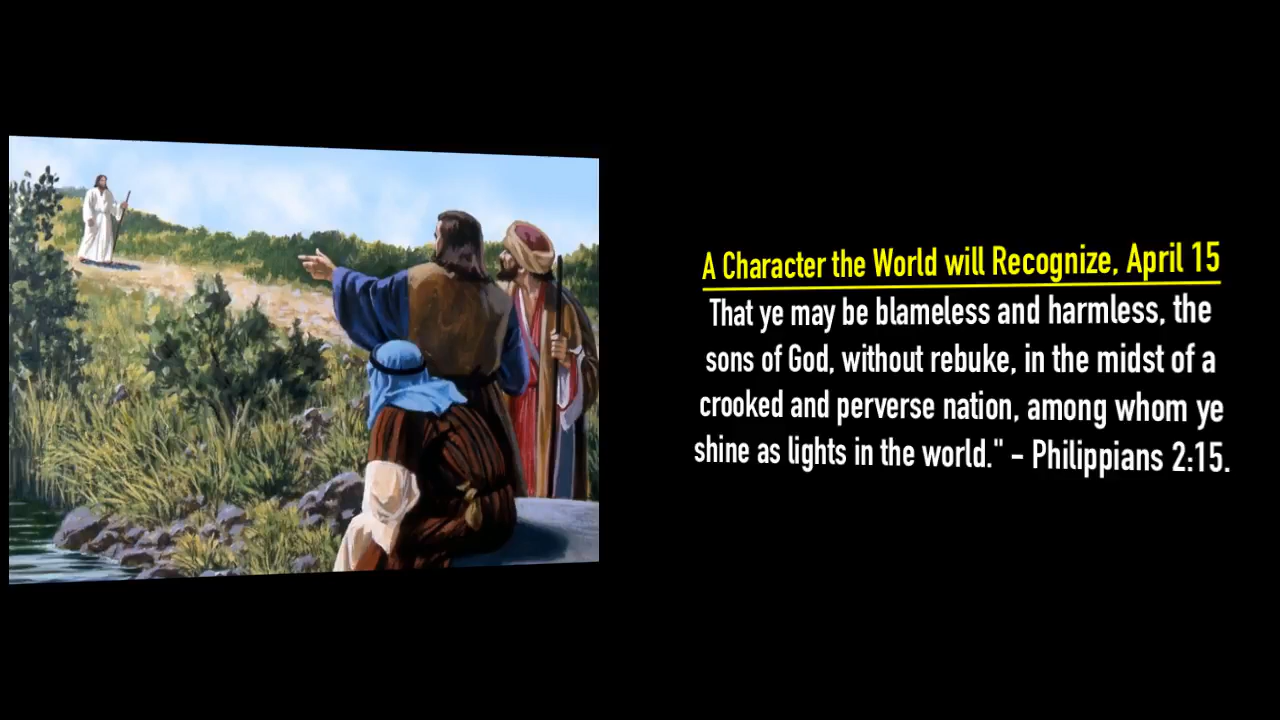 A Character the World will Recognize, April 15
That ye may be blameless and harmless, the
sons of God, without rebuke, in the midst of a
crooked and perverse nation, among whom ye
shine as lights in the world." – Philippians 2:15.